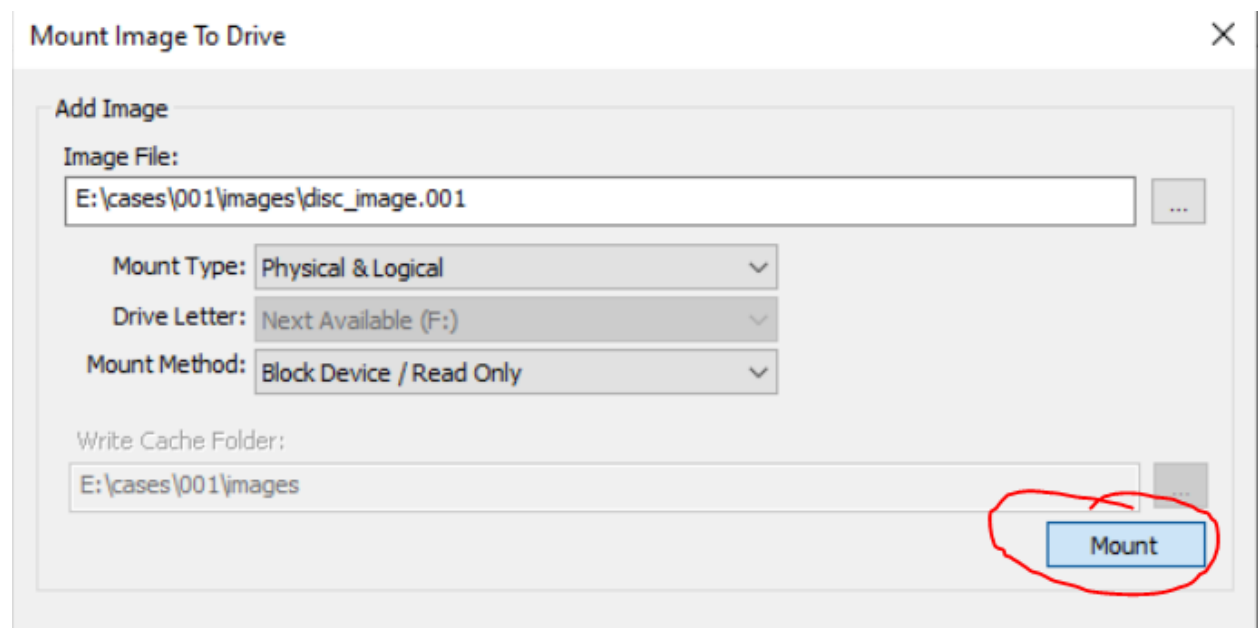 Mount Image To Drive
Add Image
Image File:
E:\cases\001\images\disc_image.001
...
Mount Type: Physical & Logical
Drive Letter: Next Available (F:)
Mount Method: Block Device / Read Only
Write Cache Folder:
E:\cases\001\images
...
Mount